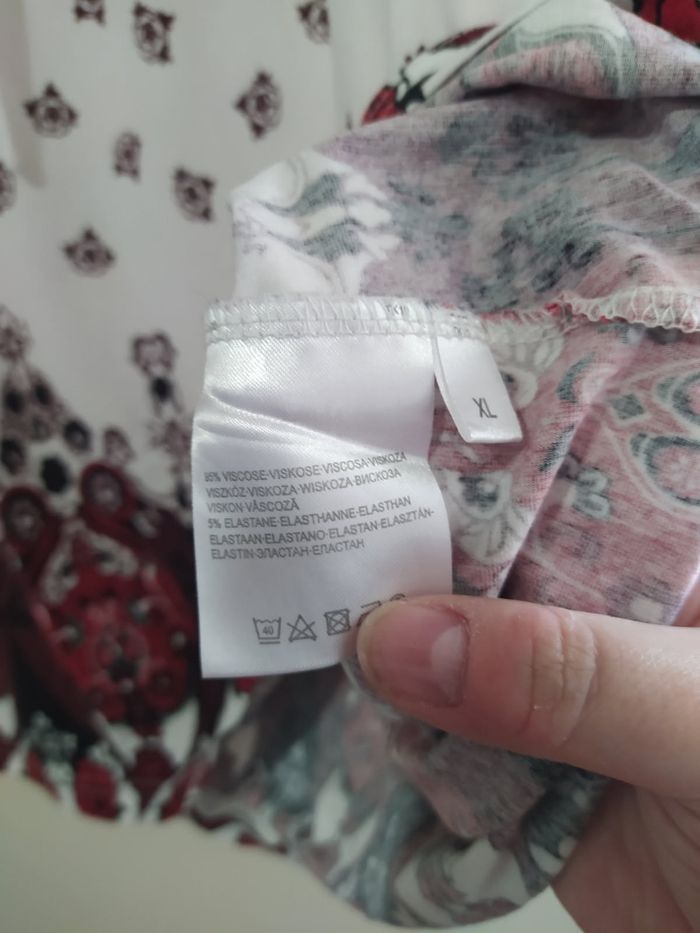 XL
95% VISCOSE·VISKOSE·VISCOSA·VISKOZA
VISZKÓZ·VISKOZA·WISKOZA·ВИСКОЗА
VISKON·VÂSCOZĂ
5% ELASTANE·ELASTHANNE·ELASTHAN
ELASTAAN·ELASTANO·ELASTAN·ELASZTÁN·
ELASTIN·ЭЛАСТАН·ЕЛАСТАН
40